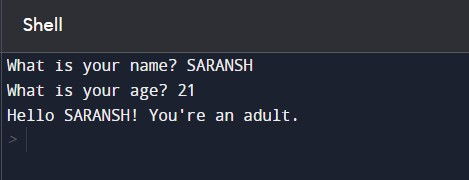 Shell
What is your name? SARANSH
What is your age? 21
Hello SARANSH! You're an adult.
>